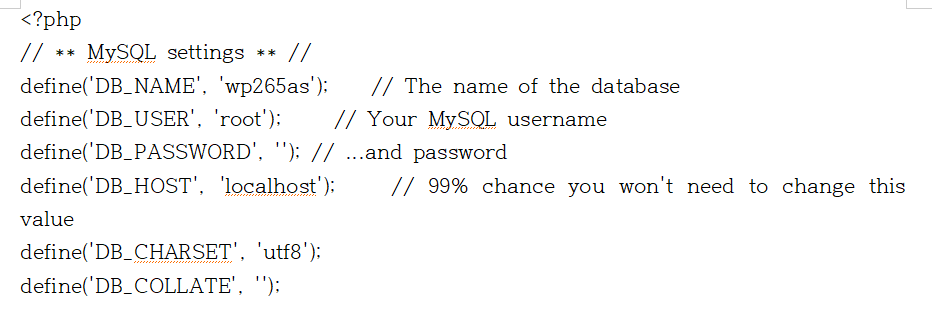 <?php
// ** MySQL settings ** //
define('DB_NAME', 'wp265as');    // The name of the database
define('DB_USER', 'root');     // Your MySQL username
define('DB_PASSWORD', ''); // ...and password
define('DB_HOST', 'localhost');     // 99% chance you won't need to change this
value
define('DB_CHARSET', 'utf8');
define('DB_COLLATE', '');